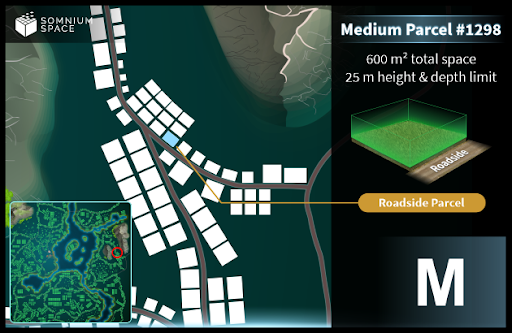 SOMNIUM
SPACE
Medium Parcel #1298
600 m² total space
25 m height & depth limit
Roadside
Roadside Parcel
M